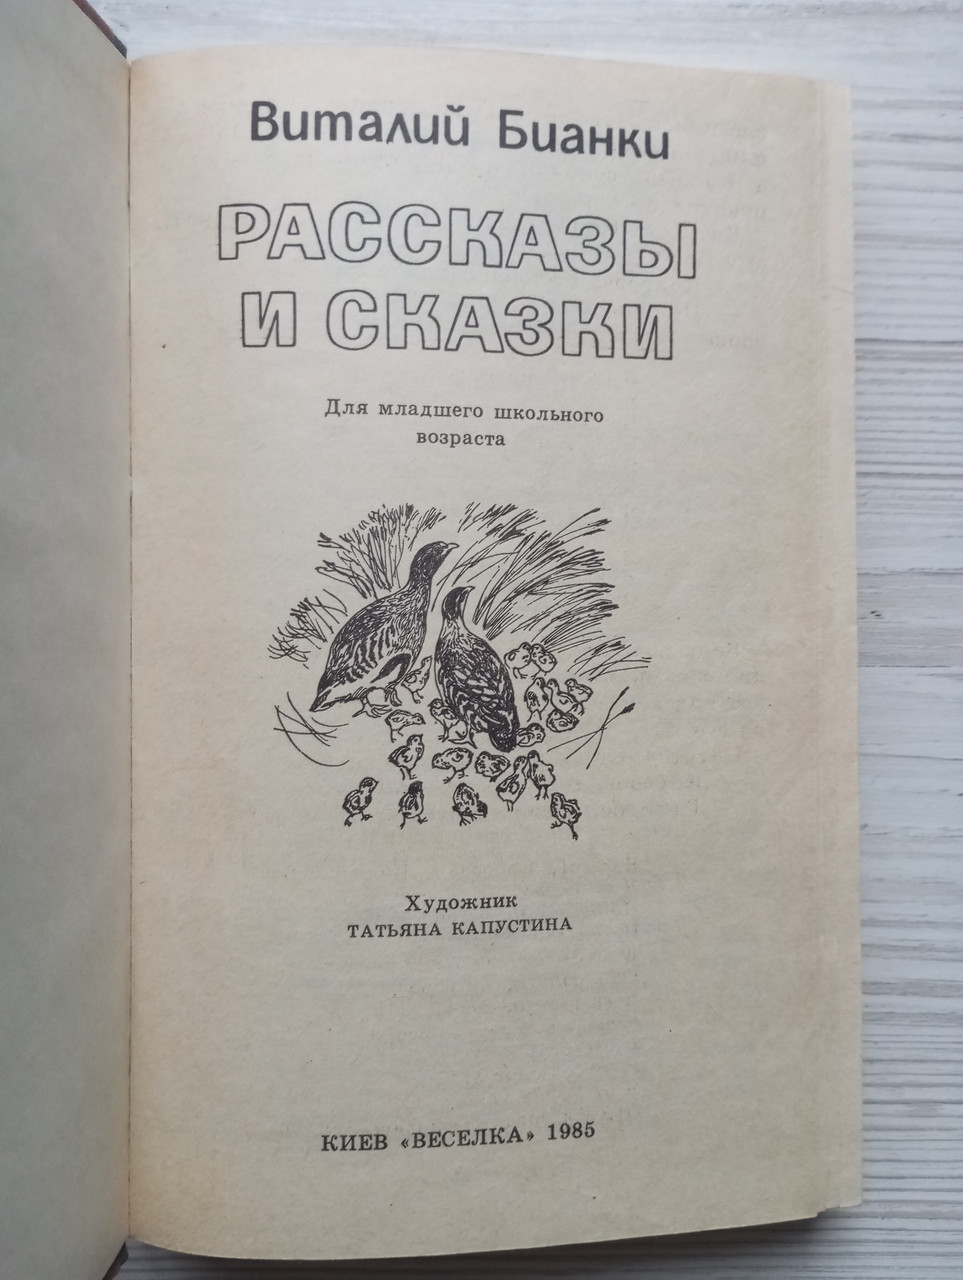 Виталий Бианки
РАССКАЗЫ
И СКАЗКИ
Для младшего школьного
возраста
Художник
ТАТЬЯНА КАПУСТИНА
КИЕВ «ВЕСЕЛКА» 1985